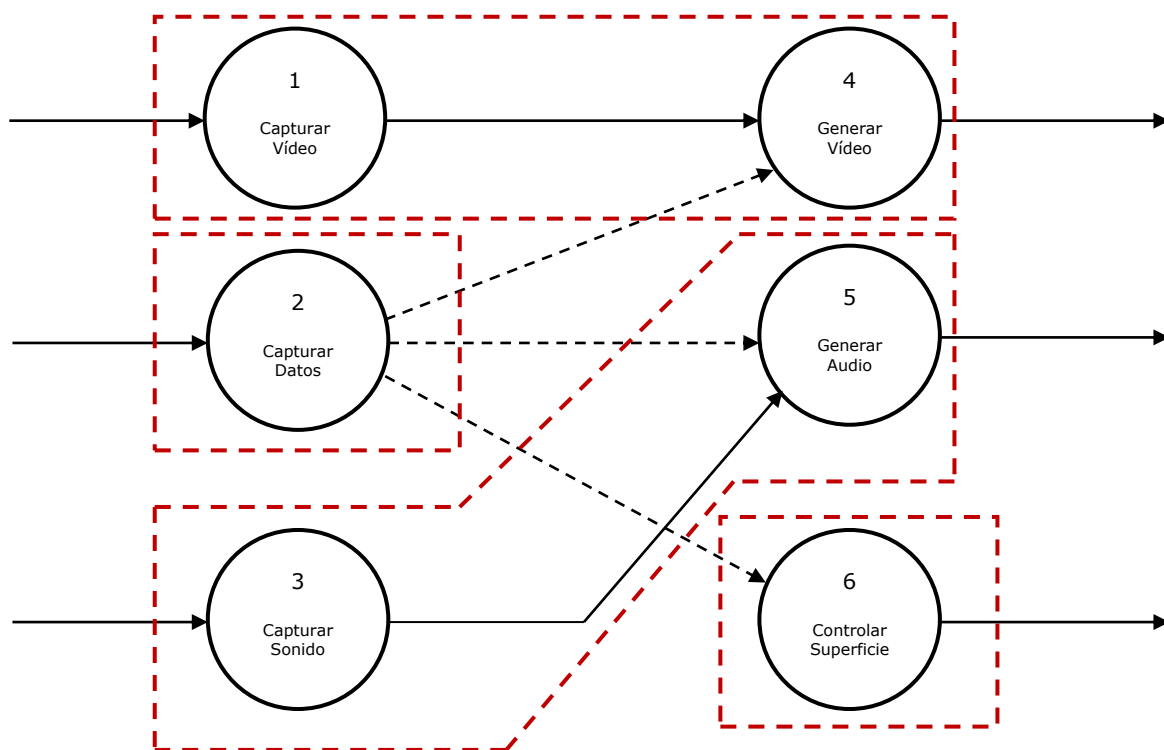 1
Capturar
Vídeo
4
Generar
Vídeo
2
Capturar
Datos
5
Generar
Audio
3
Capturar
Sonido
6
Controlar
Superficie